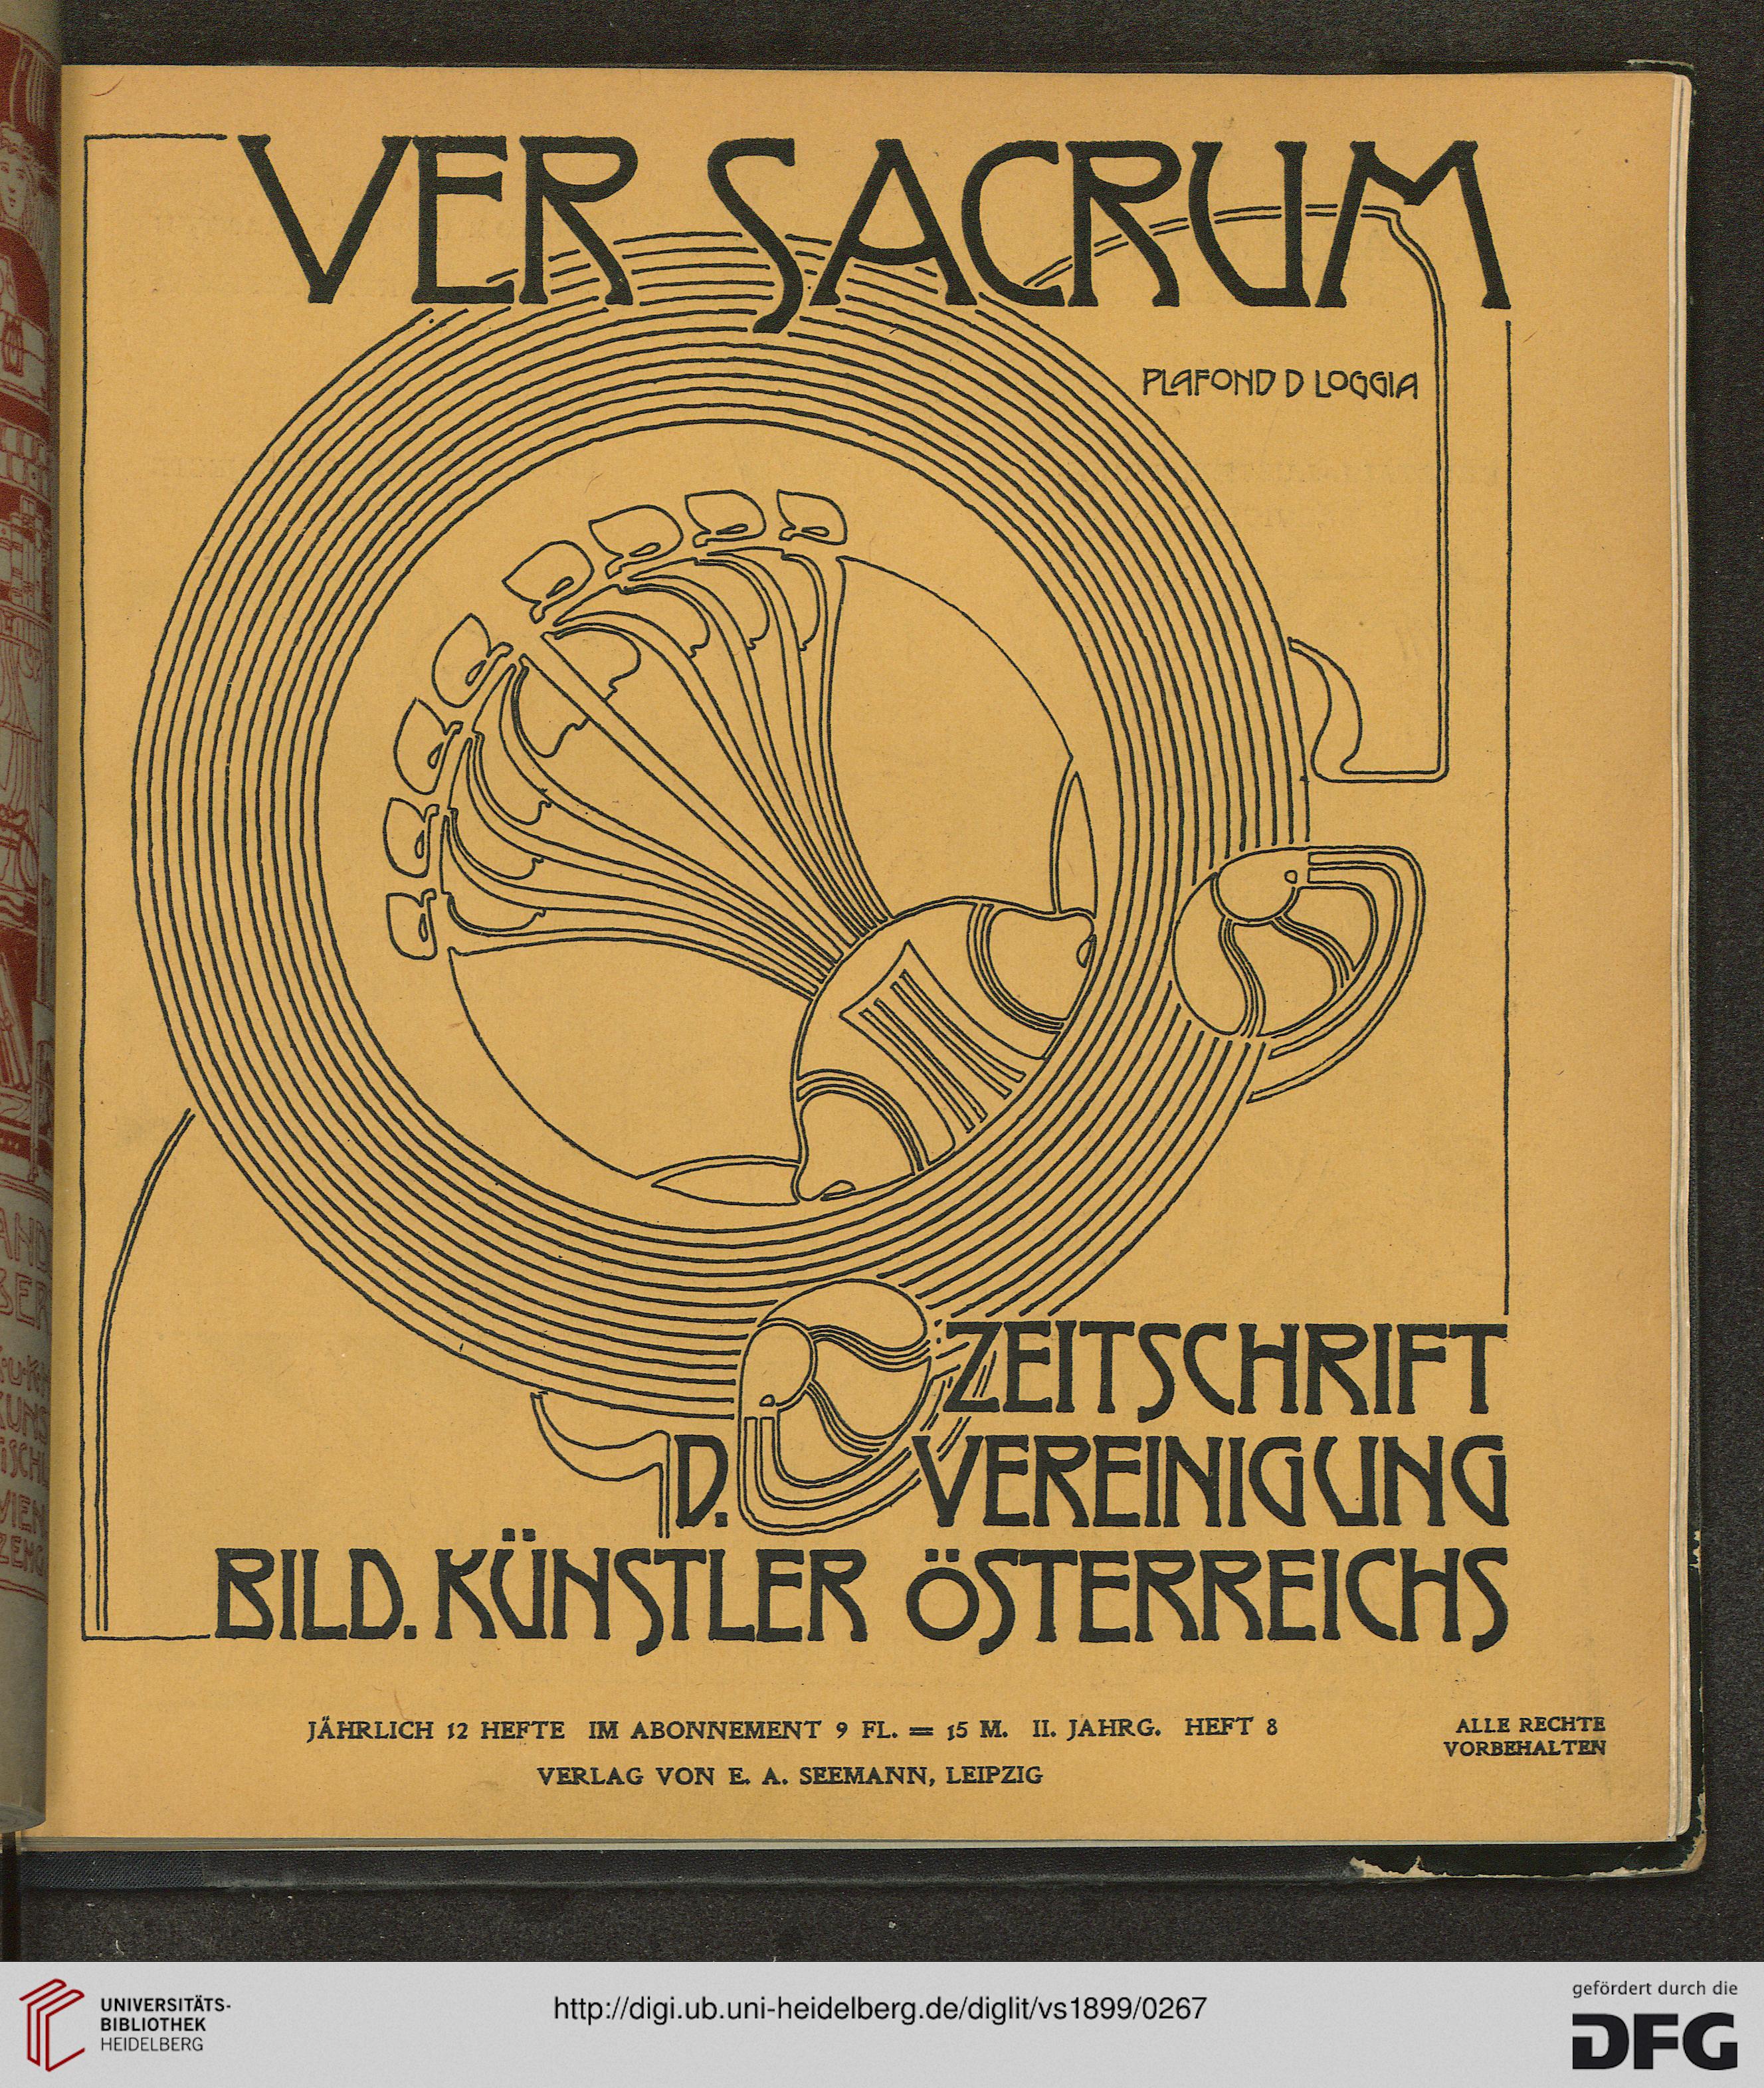 VER SACRUM
PLAFOND D LOGGIA
ZEITSCHRIFT
D. VEREINIGUNG
BILD. KÜNSTLER ÖSTERREICHS
JÄHRLICH 12 HEFTE IM ABONNEMENT 9 FL. = 15 M. II. JAHRG. HEFT 8
VERLAG VON E. A. SEEMANN, LEIPZIG
ALLE RECHTE
VORBEHALTEN
UNIVERSITÄTS-
BIBLIOTHEK
HEIDELBERG
http://digi.ub.uni-heidelberg.de/diglit/vs1899/0267
gefördert durch die
DFG